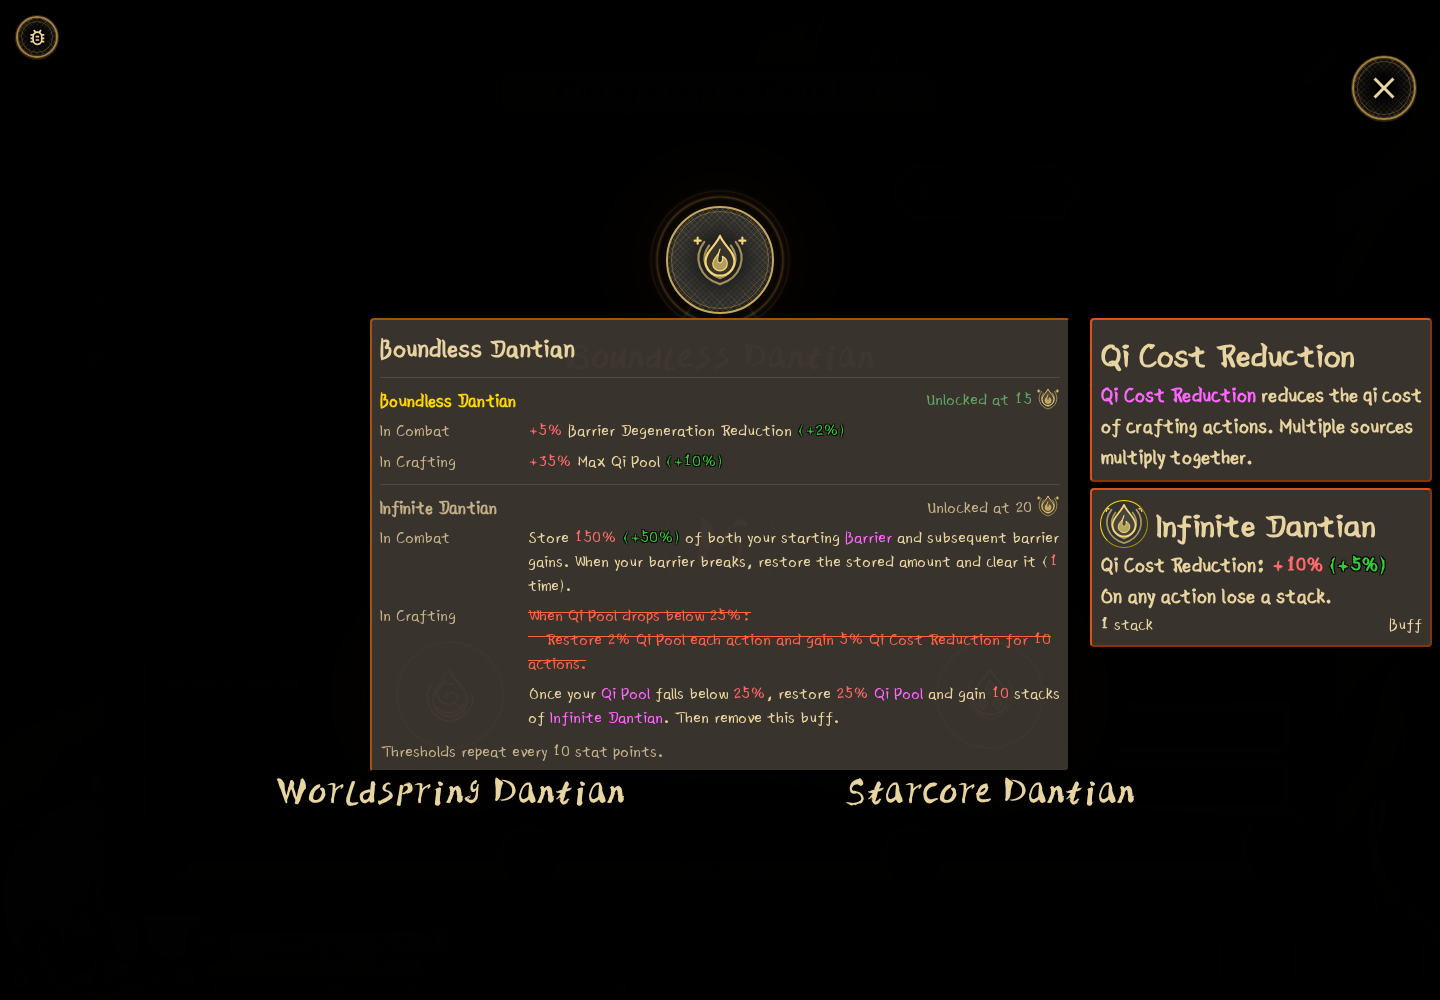 Boundless Dantian
Boundless Dantian
Boundless Dantian
Unlocked at 15
In Combat
+5% Barrier Degeneration Reduction (+2%)
In Crafting
+35% Max Qi Pool (+10%)
Infinite Dantian
Unlocked at 20
In Combat
Store 150% (+50%) of both your starting Barrier and subsequent barrier
gains. When your barrier breaks, restore the stored amount and clear it (1
time).
In Crafting
When Qi Pool drops below 25%:
Restore 2% Qi Pool each action and gain 5% Qi Cost Reduction for 10
actions.
Once your Qi Pool falls below 25%, restore 25% Qi Pool and gain 10 stacks
of Infinite Dantian. Then remove this buff.
Thresholds repeat every 10 stat points.
Qi Cost Reduction
Qi Cost Reduction reduces the qi cost
of crafting actions. Multiple sources
multiply together.
Infinite Dantian
Qi Cost Reduction: +10% (+5%)
On any action lose a stack.
1 stack
Buff
Worldspring Dantian
Starcore Dantian